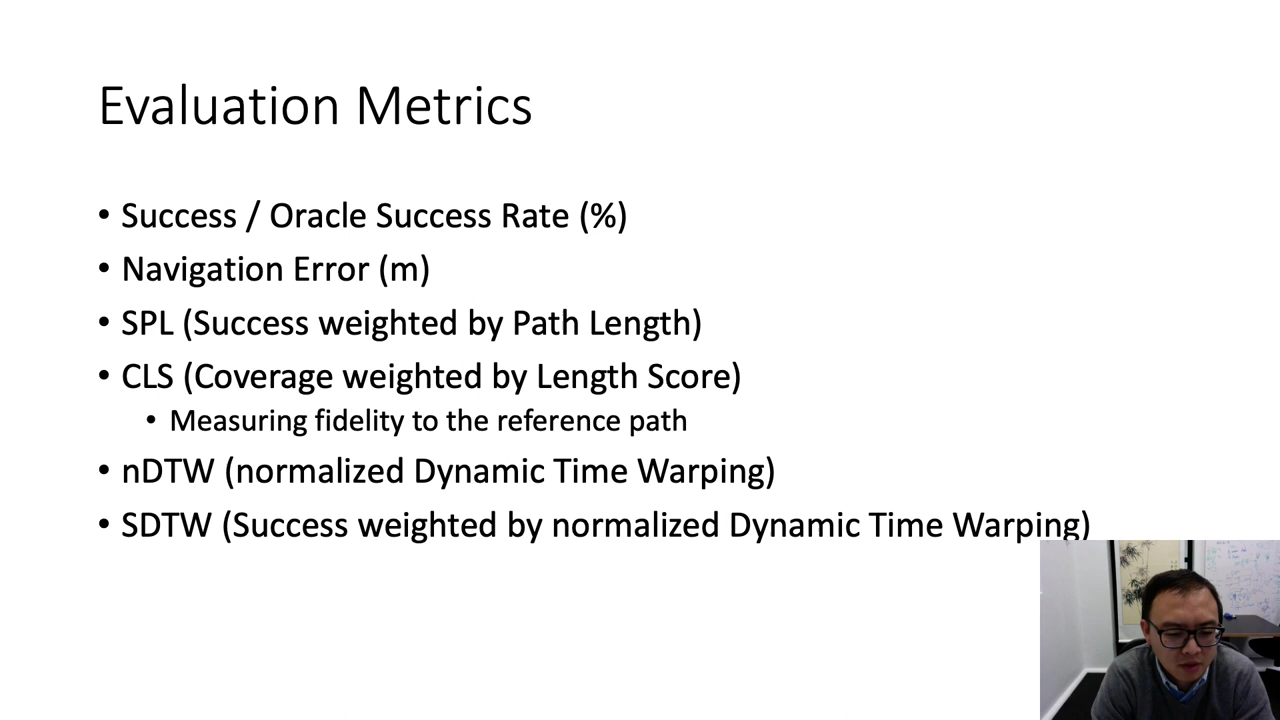 Evaluation Metrics
• Success / Oracle Success Rate (%)
• Navigation Error (m)
• SPL (Success weighted by Path Length)
• CLS (Coverage weighted by Length Score)
• Measuring fidelity to the reference path
• nDTW (normalized Dynamic Time Warping)
• SDTW (Success weighted by normalized Dynamic Time Warping)